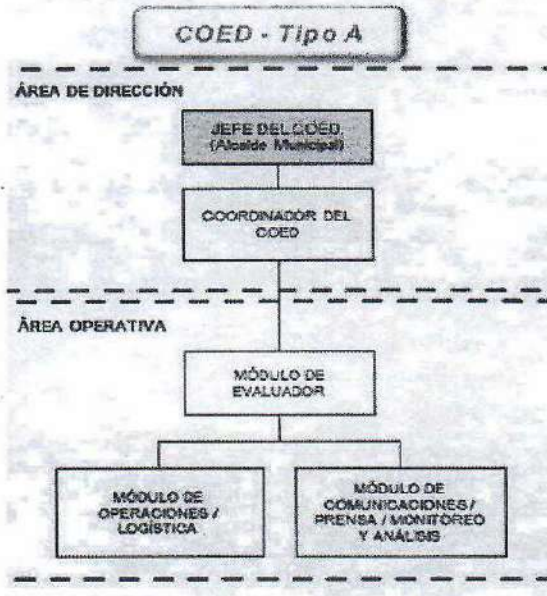 COED - Tipo A
ÁREA DE DIRECCIÓN
JEFE DEL COED
(Alcalde Municipal)
COORDINADOR DEL
COED
ÀREA OPERATIVA
MÓDULO DE
EVALUADOR
MÓDULO DE
OPERACIONES /
LOGÍSTICA
MÓDULO DE
COMUNICACIONES /
PRENSA / MONITOREO
Y ANÁLISIS